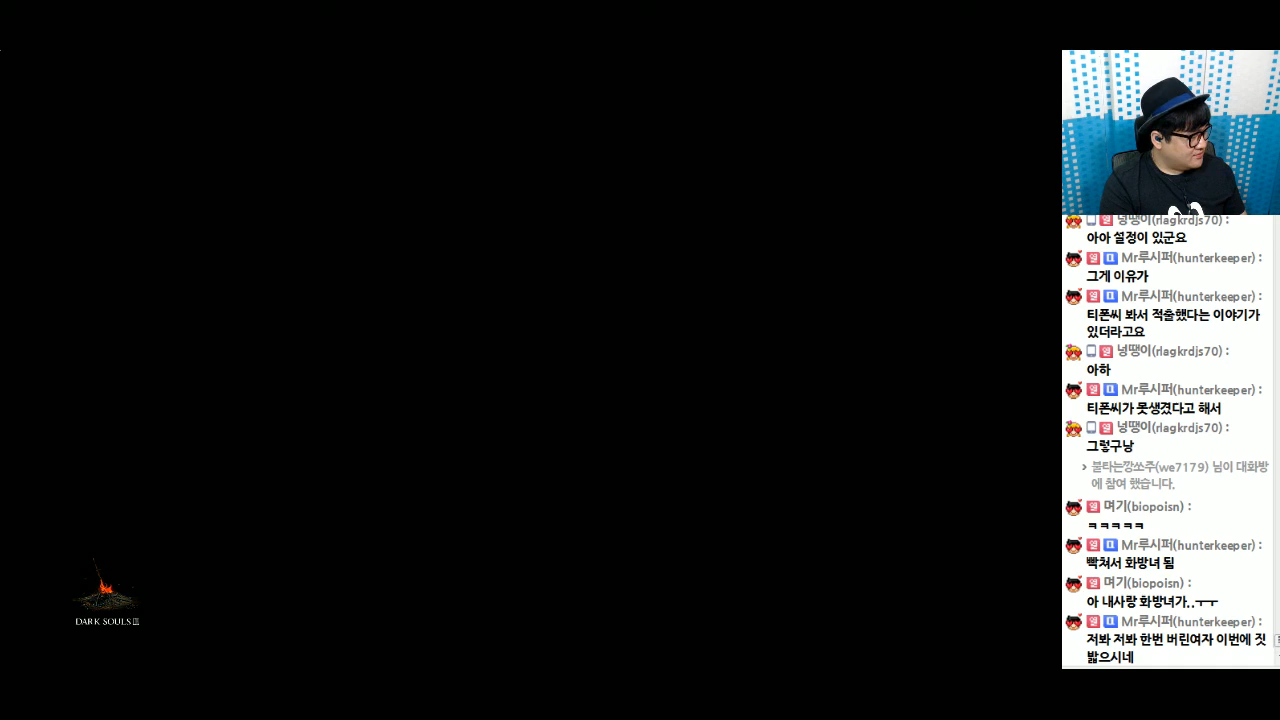 넝땡이(rlagkrdjs70) :
아아 설정이 있군요
Mr루시퍼(hunterkeeper) :
그게 이유가
Mr루시퍼(hunterkeeper) :
티폰씨 봐서 적출했다는 이야기가
있더라고요
넝땡이(rlagkrdjs70) :
아하
Mr루시퍼(hunterkeeper) :
티폰씨가 못생겼다고 해서
넝땡이(rlagkrdjs70) :
그렇구낭
› 불타는깡쏘주(we7179) 님이 대화방
에 참여 했습니다.
며기(biopoisn) :
ㅋㅋㅋㅋㅋ
Mr루시퍼(hunterkeeper) :
빡쳐서 화방녀 됨
며기(biopoisn) :
아 내사랑 화방녀가..ㅜㅜ
Mr루시퍼(hunterkeeper) :
저봐 저봐 한번 버린여자 이번에 짓
밟으시네
DARK SOULS III